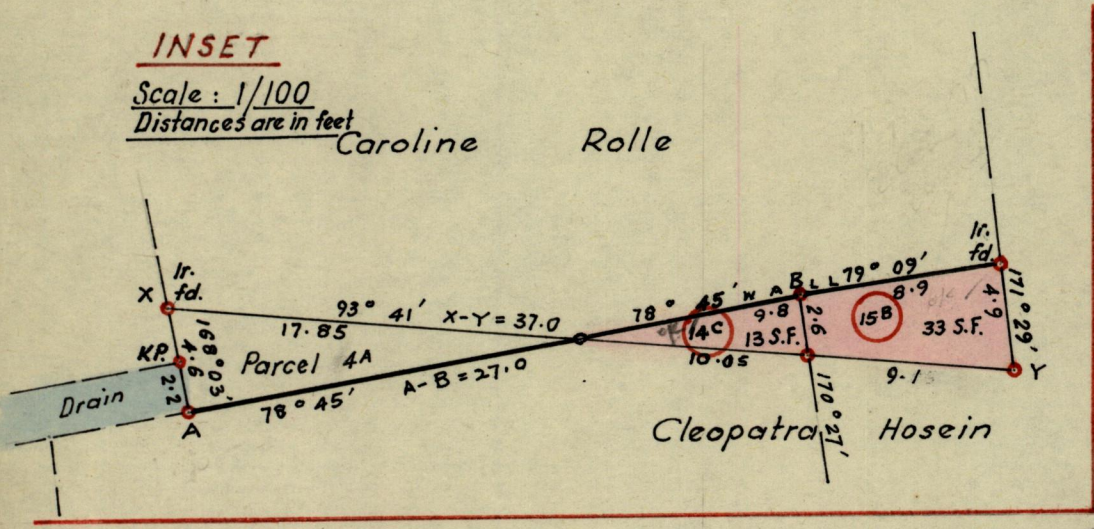 INSET
Scale : 1/100
Distances are in feet
Caroline Rolle
Ir. fd.
X
93° 41' X-Y = 37.0
17.85
KP.
4.6
168°03'
2.2
Parcel 4A
Drain
A
78° 45'
A-B = 27.0
78° 45' WALL 79° 09'
B
9.8
14C
13 S.F.
10.05
2.6
8.9
15B
33 S.F.
Ir. fd.
4.9
171° 29'
Y
9.1
170° 27'
Cleopatra Hosein